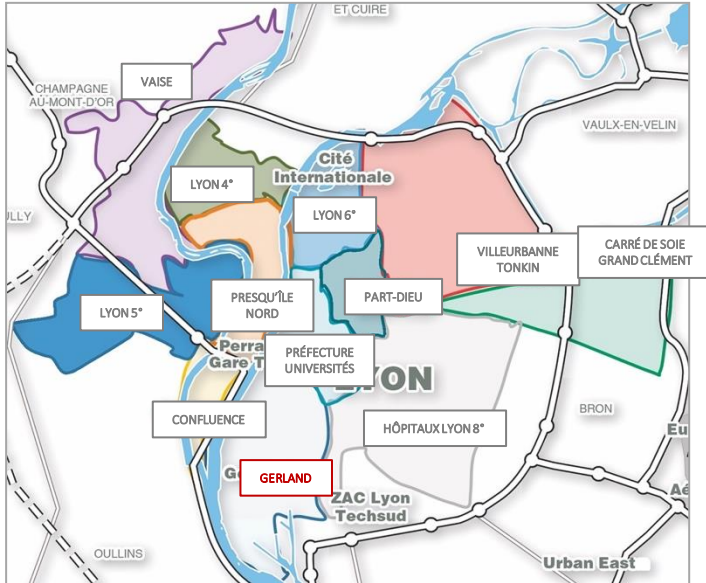 ET CUIRE
VAISE
CHAMPAGNE
AU-MONT-D'OR
VAULX-EN-VELIN
Cité
Internationale
LYON 4°
ULLY
LYON 6°
VILLEURBANNE
TONKIN
CARRÉ DE SOIE
GRAND CLÉMENT
PRESQU'ÎLE
NORD
PART-DIEU
LYON 5°
Perra
Gare T
PRÉFECTURE
UNIVERSITÉS
LYON
CONFLUENCE
HÔPITAUX LYON 8°
BRON
Eu
Ge
GERLAND
ZAC Lyon
Techsud
Aé
OULLINS
Urban East